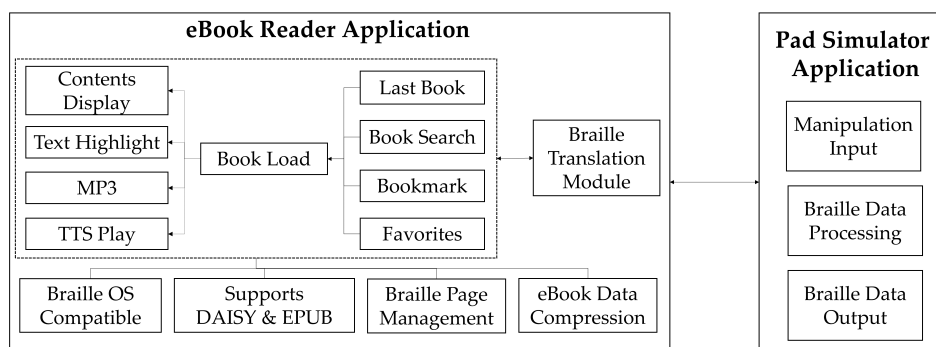 eBook Reader Application
Contents
Display
Text Highlight
MP3
TTS Play
Book Load
Last Book
Book Search
Bookmark
Favorites
Braille
Translation
Module
Braille OS
Compatible
Supports
DAISY & EPUB
Braille Page
Management
eBook Data
Compression
Pad Simulator
Application
Manipulation
Input
Braille Data
Processing
Braille Data
Output